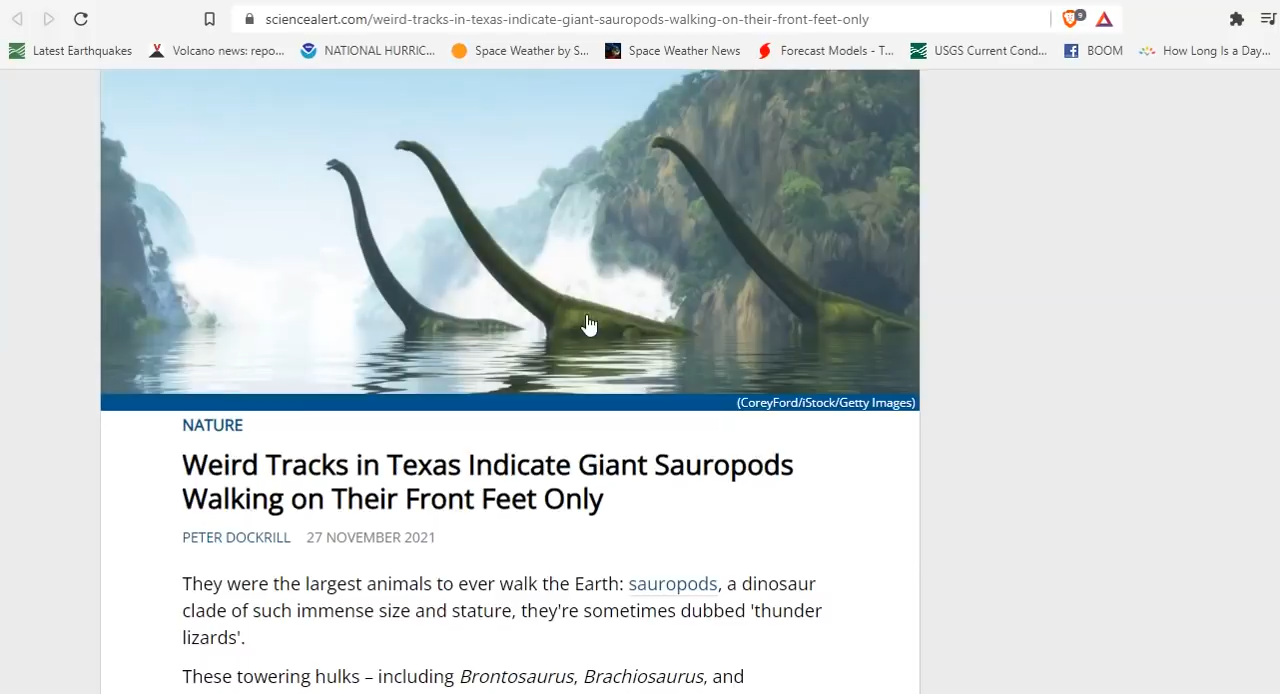 sciencealert.com/weird-tracks-in-texas-indicate-giant-sauropods-walking-on-their-front-feet-only
9
Latest Earthquakes Volcano news: repo... NATIONAL HURRIC... Space Weather by S... Space Weather News Forecast Models - T... USGS Current Cond... BOOM How Long Is a Day...
(CoreyFord/iStock/Getty Images)
NATURE
Weird Tracks in Texas Indicate Giant Sauropods
Walking on Their Front Feet Only
PETER DOCKRILL 27 NOVEMBER 2021
They were the largest animals to ever walk the Earth: sauropods, a dinosaur
clade of such immense size and stature, they're sometimes dubbed 'thunder
lizards'.
These towering hulks – including Brontosaurus, Brachiosaurus, and